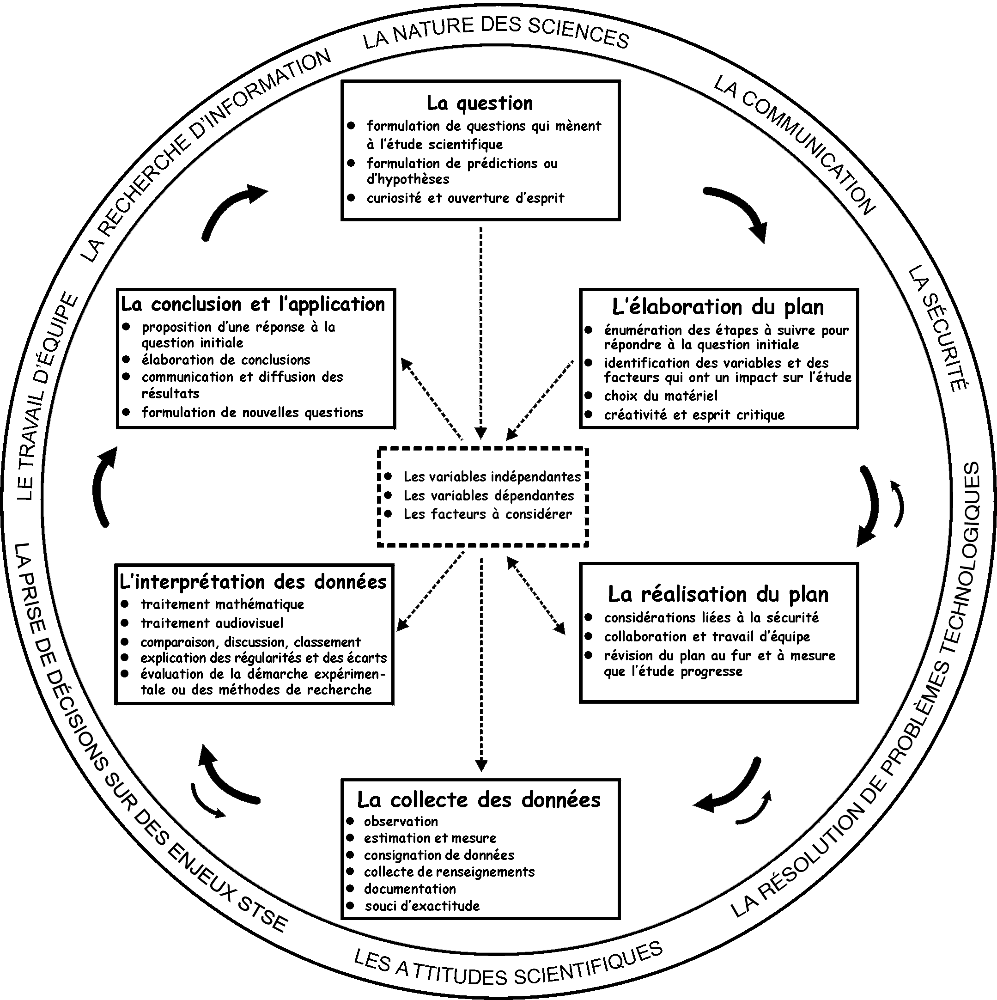 LA NATURE DES SCIENCES
LA COMMUNICATION
LA SÉCURITÉ
LA RÉSOLUTION DE PROBLÈMES TECHNOLOGIQUES
LES ATTITUDES SCIENTIFIQUES
LA PRISE DE DÉCISIONS SUR DES ENJEUX STSE
LE TRAVAIL D'ÉQUIPE
LA RECHERCHE D'INFORMATION
La question
● formulation de questions qui mènent
à l'étude scientifique
● formulation de prédictions ou
d'hypothèses
● curiosité et ouverture d'esprit
L'élaboration du plan
● énumération des étapes à suivre pour
répondre à la question initiale
● identification des variables et des
facteurs qui ont un impact sur l'étude
● choix du matériel
● créativité et esprit critique
La réalisation du plan
● considérations liées à la sécurité
● collaboration et travail d'équipe
● révision du plan au fur et à mesure
que l'étude progresse
La collecte des données
● observation
● estimation et mesure
● consignation de données
● collecte de renseignements
● documentation
● souci d'exactitude
L'interprétation des données
● traitement mathématique
● traitement audiovisuel
● comparaison, discussion, classement
● explication des régularités et des écarts
● évaluation de la démarche expérimen-
tale ou des méthodes de recherche
La conclusion et l'application
● proposition d'une réponse à la
question initiale
● élaboration de conclusions
● communication et diffusion des
résultats
● formulation de nouvelles questions
● Les variables indépendantes
● Les variables dépendantes
● Les facteurs à considérer